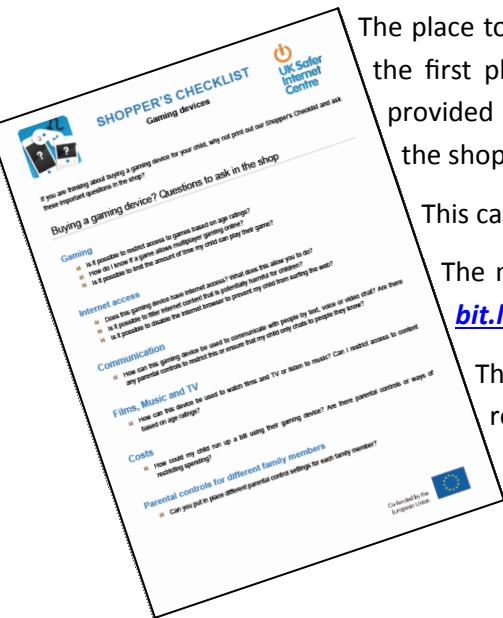 The place to
the first pl
provided
the shop
This ca
The
bit.l
Th
SHOPPER'S CHECKLIST
Gaming devices
UK Safer
Internet
Centre
If you are thinking about buying a gaming device for your child, why not print out our Shopper's Checklist and ask
these important questions in the shop?
Buying a gaming device? Questions to ask in the shop
Gaming
Is it possible to restrict access to games based on age ratings?
How do I know if a game allows multiplayer gaming online?
Is it possible to limit the amount of time my child can play their game?
Internet access
Does this gaming device have internet access? What does this allow you to do?
Is it possible to filter internet content that is potentially harmful for children?
Is it possible to disable the internet browser to prevent my child from surfing the web?
Communication
How can this gaming device be used to communicate with people by text, voice or video chat? Are there
any parental controls to restrict this or ensure that my child only chats to people they know?
Films, Music and TV
How can this device be used to watch films and TV or listen to music? Can I restrict access to content
based on age ratings?
Costs
How could my child run up a bill using their gaming device? Are there parental controls or ways of
restricting spending?
Parental controls for different family members
Can you put in place different parental control settings for each family member?
Co-funded by the
European Union